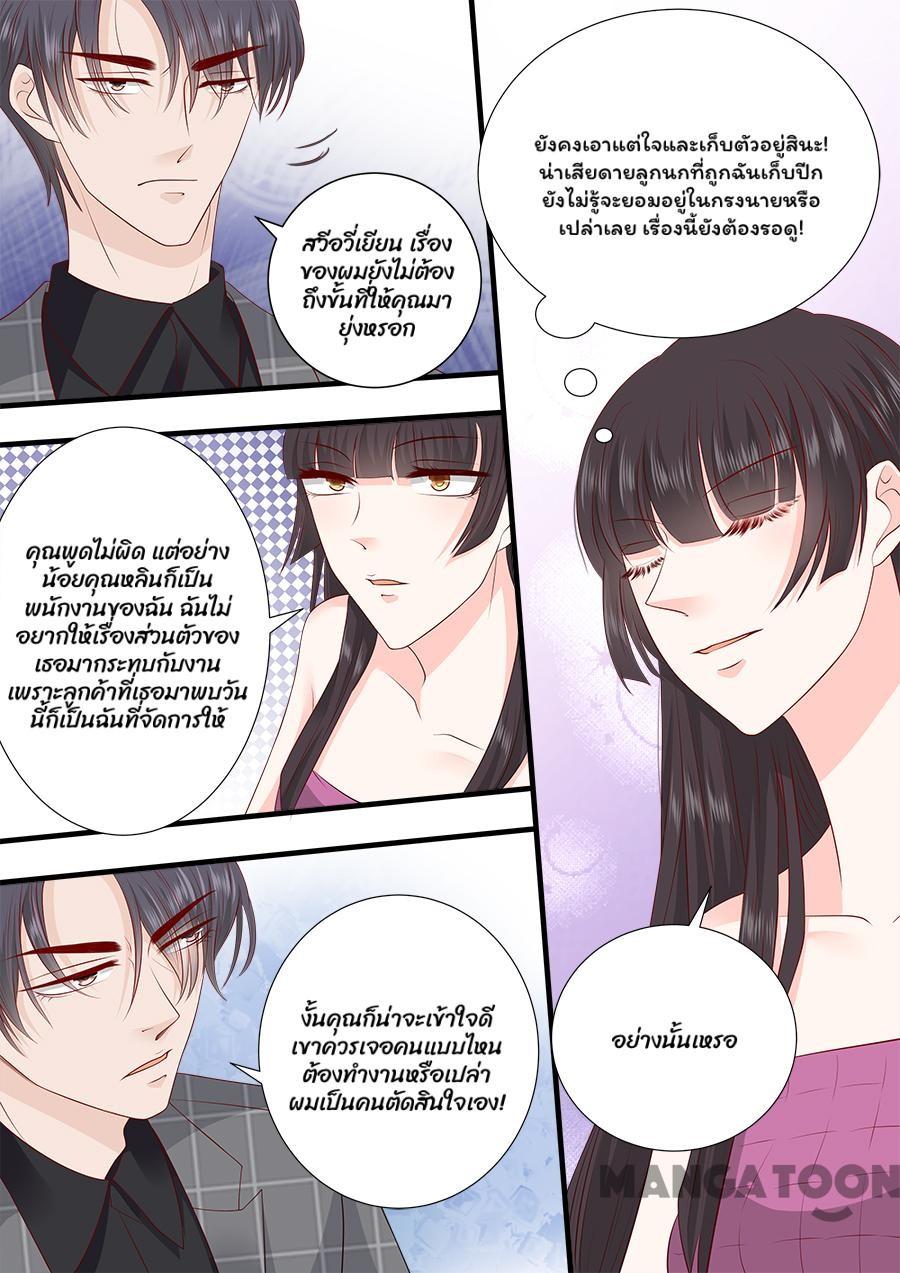 สวีอวี่เยียน เรื่อง
ของผมยังไม่ต้อง
ถึงขั้นที่ให้คุณมา
ยุ่งหรอก
คุณพูดไม่ผิด แต่อย่าง
น้อยคุณหลินก็เป็น
พนักงานของฉัน ฉันไม่
อยากให้เรื่องส่วนตัวของ
เธอมากระทบกับงาน
เพราะลูกค้าที่เธอมาพบวัน
นี้ก็เป็นฉันที่จัดการให้
งั้นคุณก็น่าจะเข้าใจดี
เขาควรเจอคนแบบไหน
ต้องทำงานหรือเปล่า
ผมเป็นคนตัดสินใจเอง!
ยังคงเอาแต่ใจและเก็บตัวอยู่สินะ!
น่าเสียดายลูกนกที่ถูกฉันเก็บปีก
ยังไม่รู้จะยอมอยู่ในกรงนายหรือ
เปล่าเลย เรื่องนี้ยังต้องรอดู!
อย่างนั้นเหรอ
MANGATOON